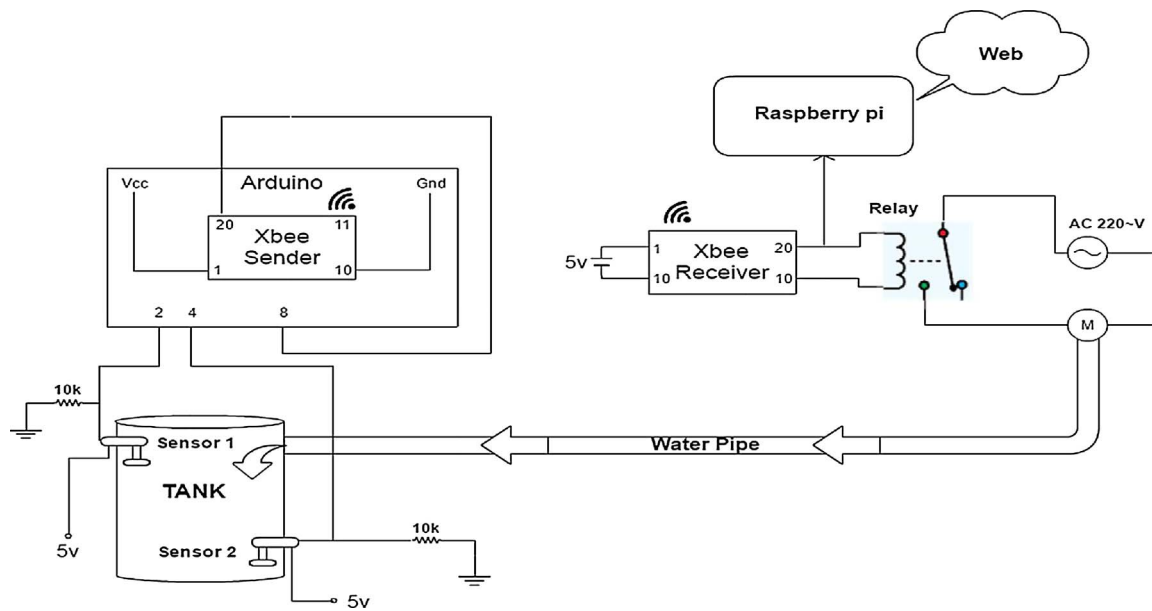 Web
Raspberry pi
Vcc
Arduino
Gnd
20
11
Xbee
Sender
1
10
2
4
8
Relay
AC 220~V
5v
1
Xbee
20
10
Receiver
10
M
10k
Sensor 1
Water Pipe
TANK
5v
10k
Sensor 2
5v